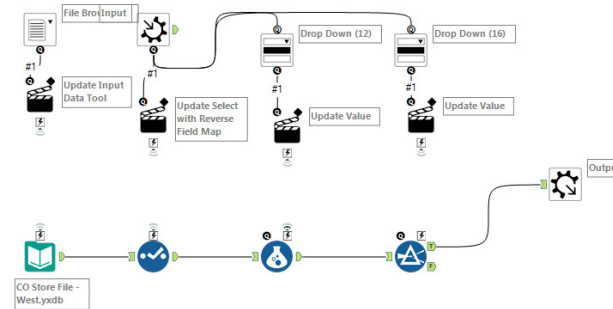 File Brow
Input
Drop Down (12)
Drop Down (16)
#1
#1
#1
#1
Update Input
Data Tool
Update Select
with Reverse
Field Map
Update Value
Update Value
Outpu
CO Store File -
West.yxdb
Q
Q
Q
Q
Q
Q
Q
Q
Q
Q
Q
Q
T
F